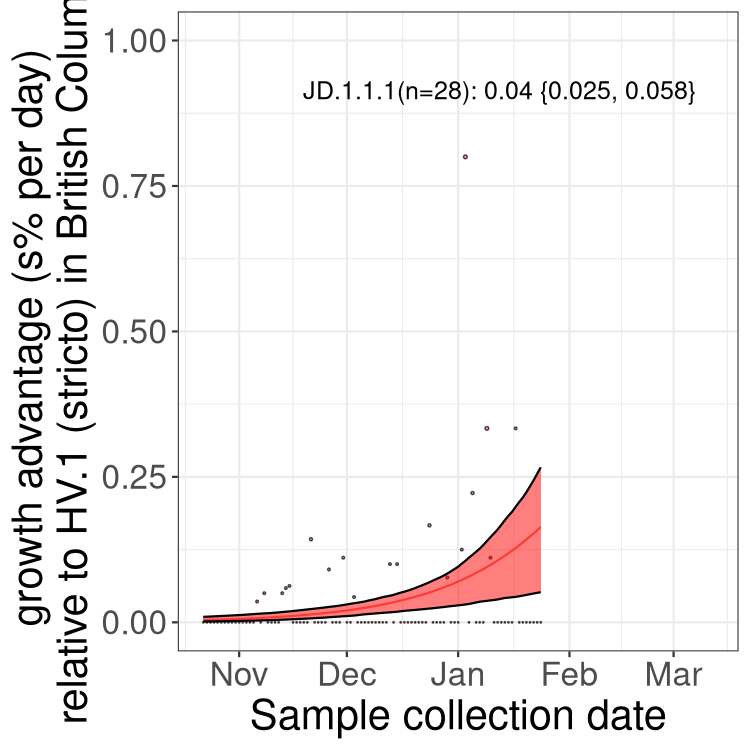 growth advantage (s% per day)
relative to HV.1 (stricto) in British Colum
1.00
0.75
0.50
0.25
0.00
JD.1.1.1(n=28): 0.04 {0.025, 0.058}
Nov Dec Jan Feb Mar
Sample collection date